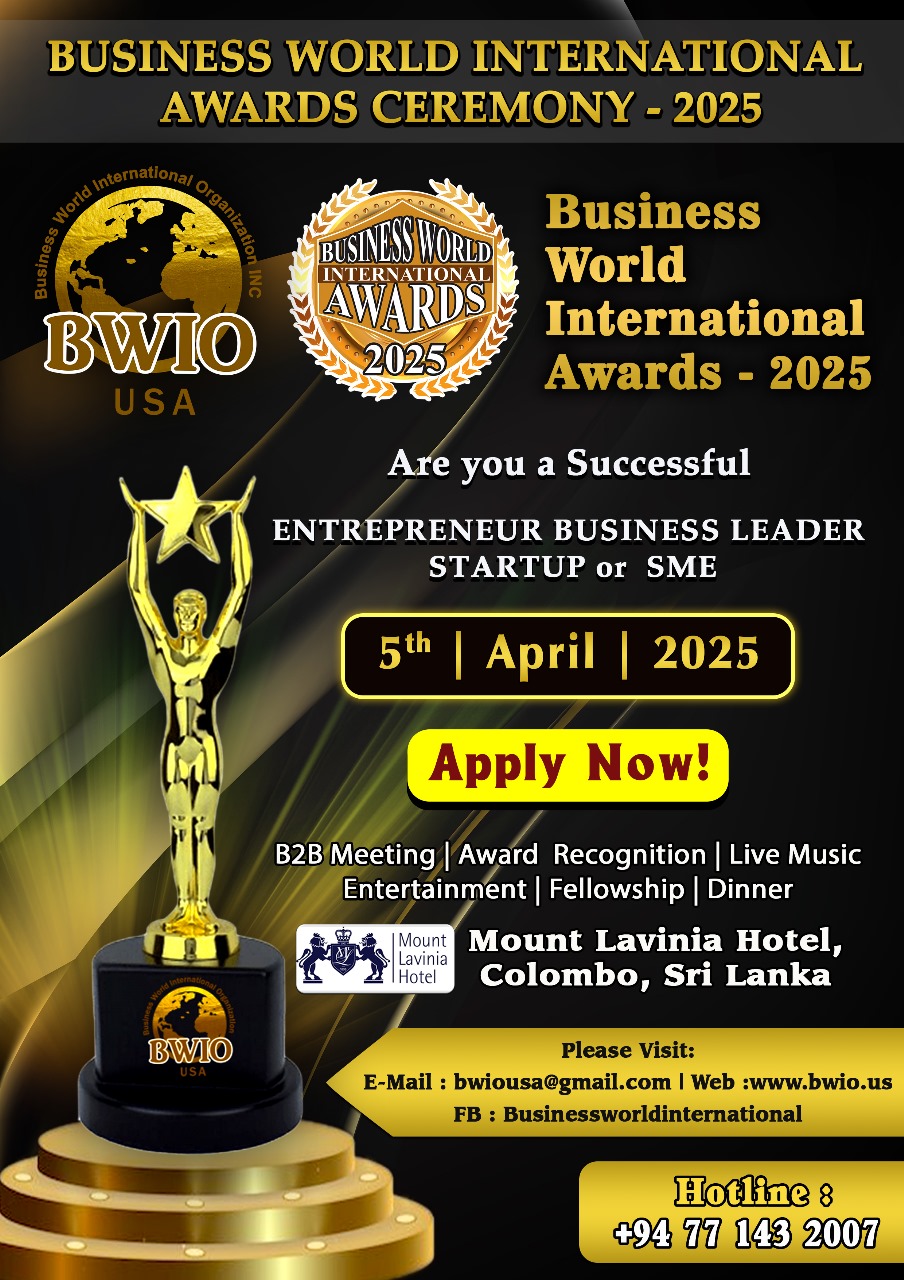 BUSINESS WORLD INTERNATIONAL
AWARDS CEREMONY - 2025
Business World International Organization INC
BWIO
USA
BUSINESS WORLD
INTERNATIONAL
AWARDS
2025
Business
World
International
Awards - 2025
Are you a Successful
ENTREPRENEUR BUSINESS LEADER
STARTUP or SME
5th | April | 2025
Apply Now!
B2B Meeting | Award Recognition | Live Music
Entertainment | Fellowship | Dinner
Mount
Lavinia
Hotel
Mount Lavinia Hotel,
Colombo, Sri Lanka
Business World International Organization
BWIO
USA
Please Visit:
E-Mail : bwiousa@gmail.com | Web :www.bwio.us
FB : Businessworldinternational
Hotline :
+94 77 143 2007